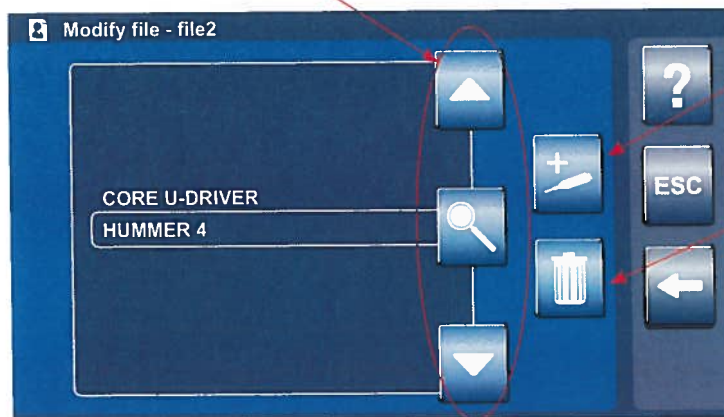 Modify file - file2
?
CORE U-DRIVER
ESC
HUMMER 4